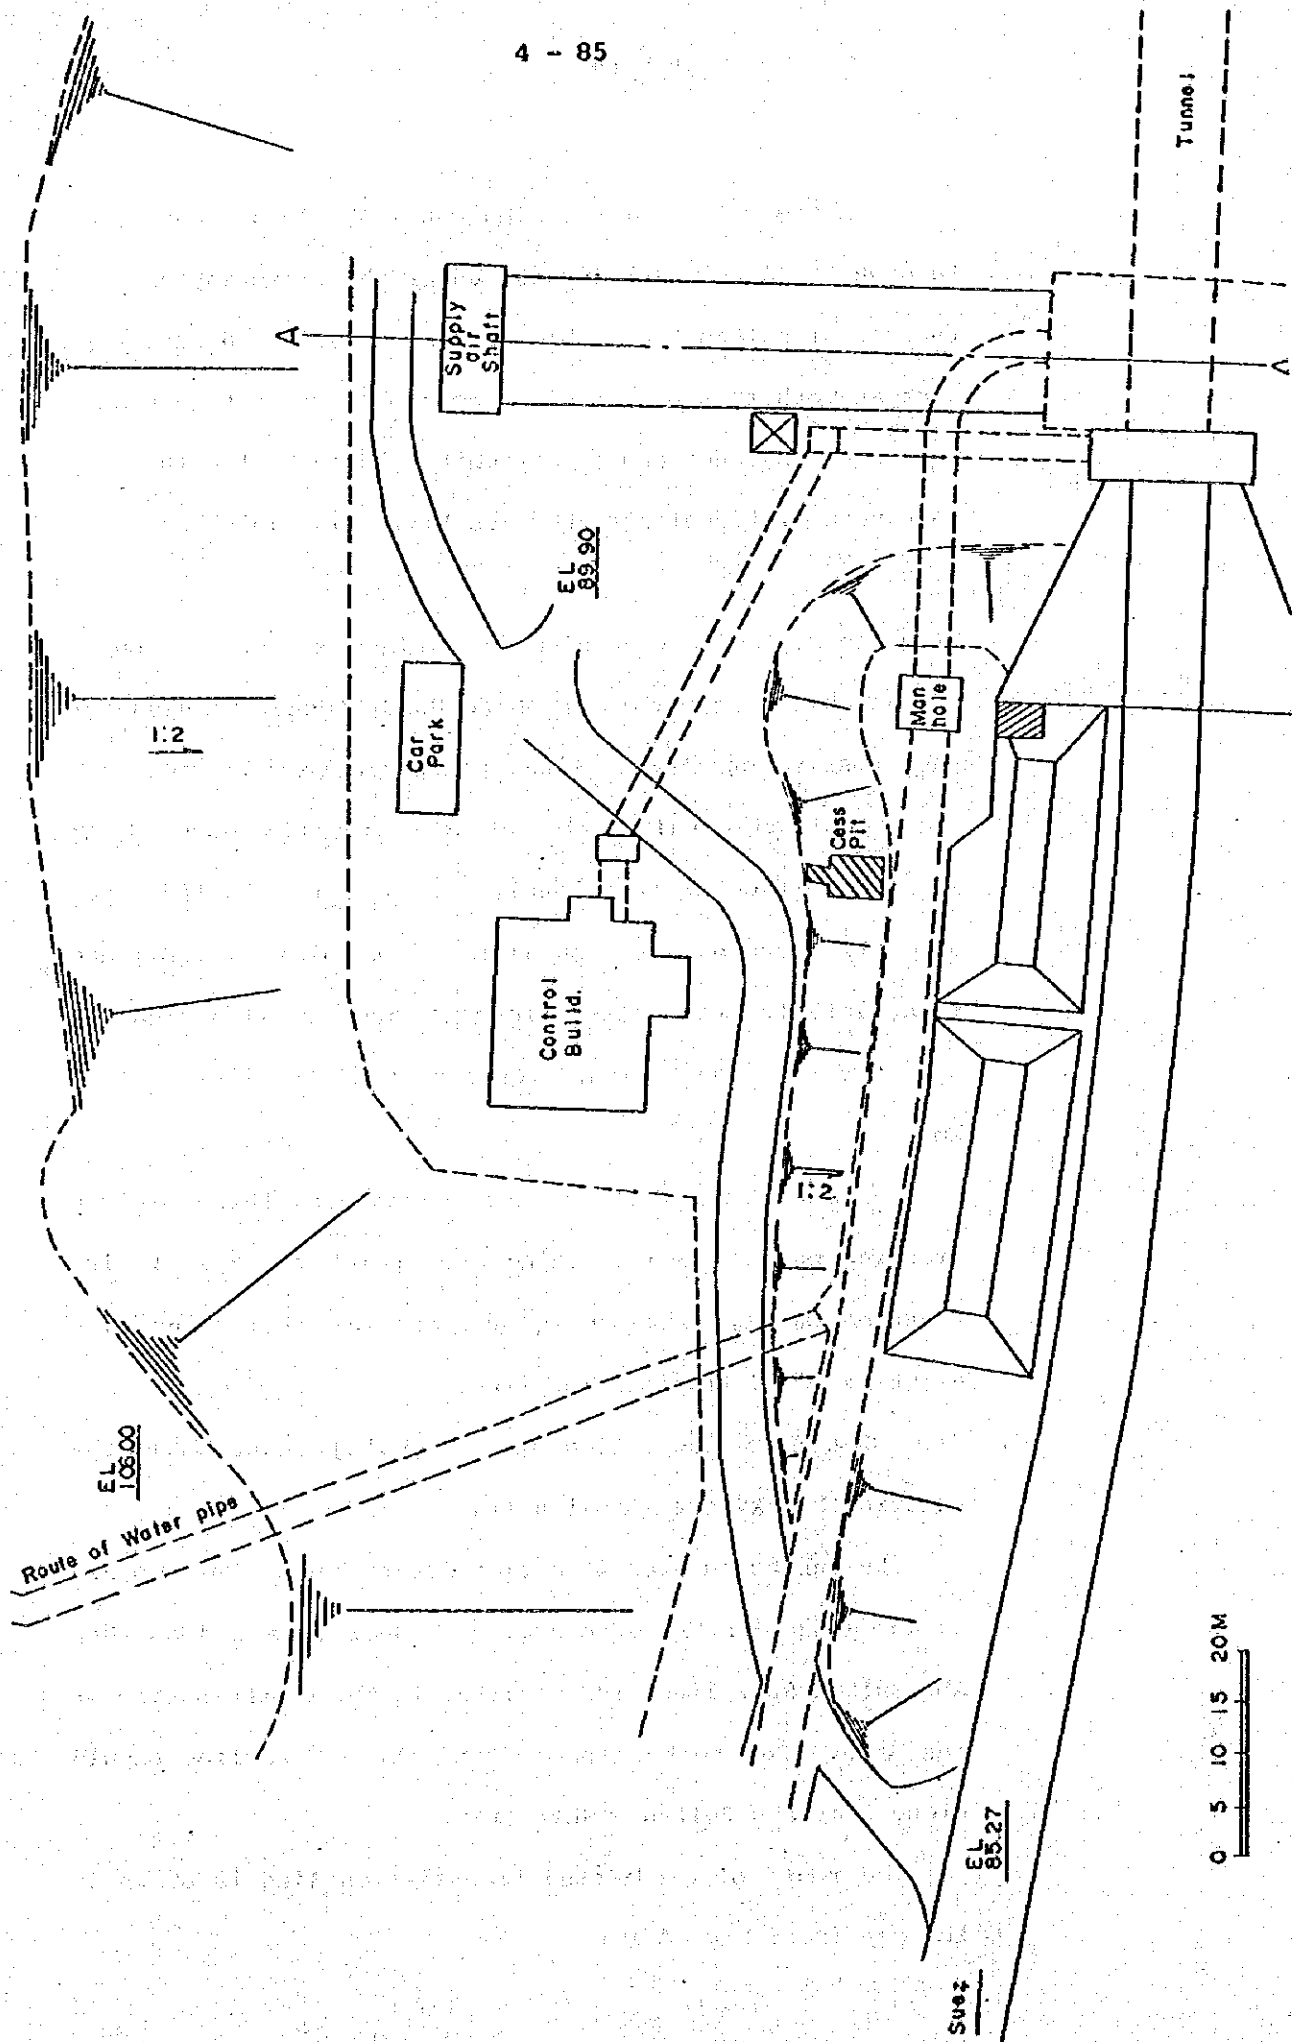 4 - 85
Tunnel
A
Supply
air
Shaft
A
EL
89.90
1:2
Car
Park
Man
hole
Cess
Pit
Control
Build.
1:2
EL
106.00
Route of Water pipe
0 5 10 15 20M
EL
85.27
Suez